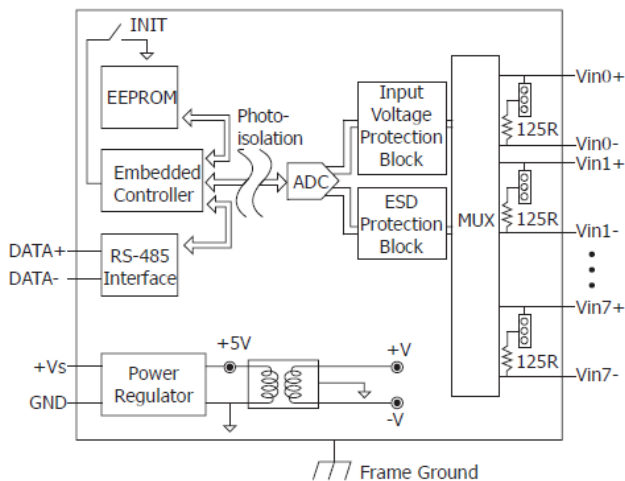 INIT
EEPROM
Photo-
isolation
Embedded
Controller
ADC
Input
Voltage
Protection
Block
ESD
Protection
Block
MUX
Vin0+
125R
Vin0-
Vin1+
125R
Vin1-
Vin7+
125R
Vin7-
DATA+
DATA-
RS-485
Interface
+Vs
GND
Power
Regulator
+5V
+V
-V
Frame Ground